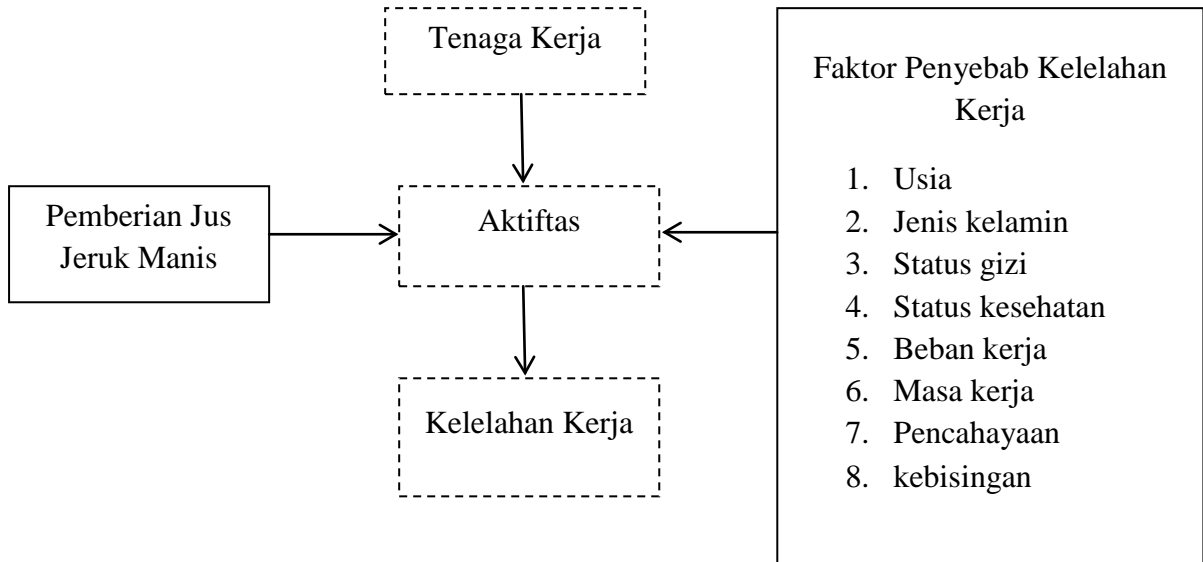 Tenaga Kerja
Faktor Penyebab Kelelahan
Kerja
Pemberian Jus
Jeruk Manis
Aktiftas
1. Usia
2. Jenis kelamin
3. Status gizi
4. Status kesehatan
5. Beban kerja
6. Masa kerja
7. Pencahayaan
8. kebisingan
Kelelahan Kerja